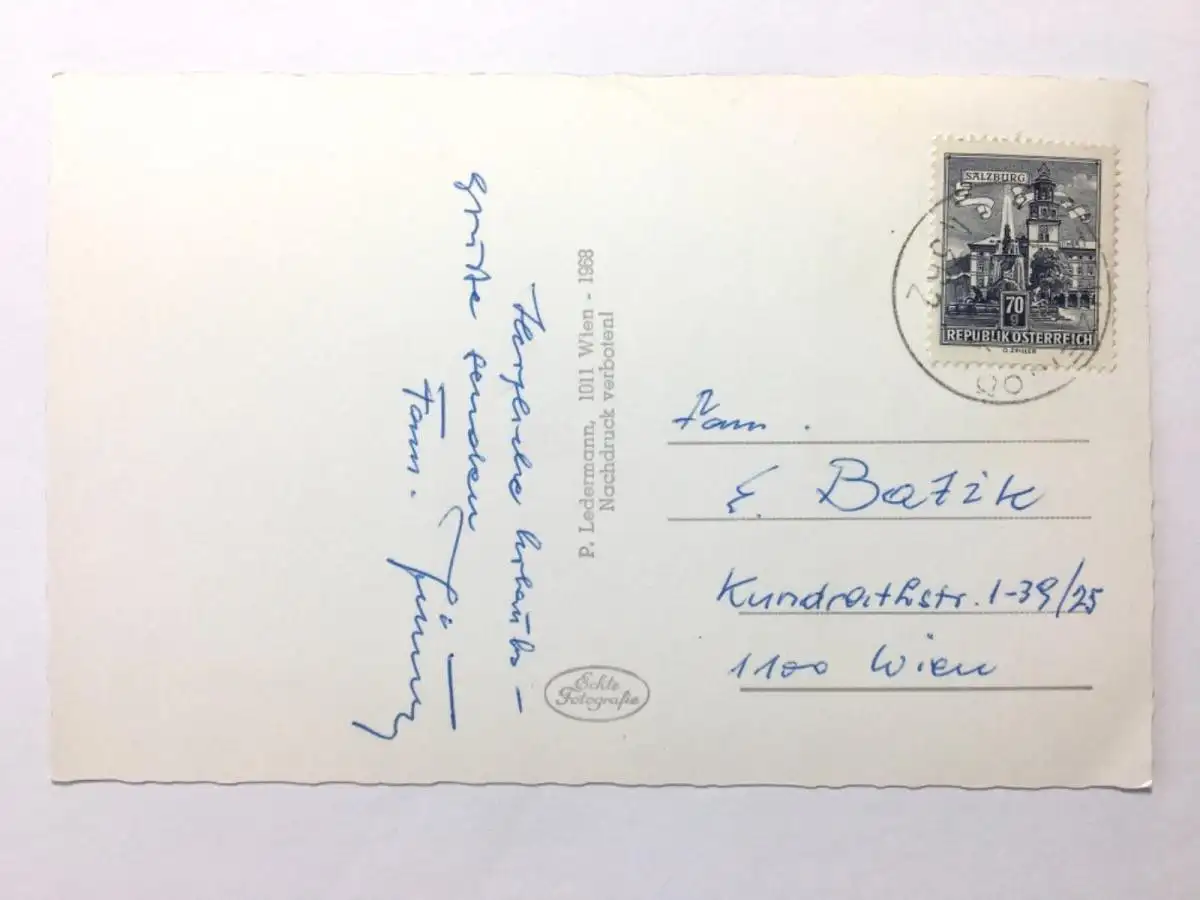 Herzliche Urlaubs-
grüße senden
Fam.
P. Ledermann, 1011 Wien - 1968
Nachdruck verboten!
Echte
Fotografie
SALZBURG
70
g
REPUBLIK ÖSTERREICH
Fam.
E. Batik
Kundrathstr. 1-39/25
1100 Wien